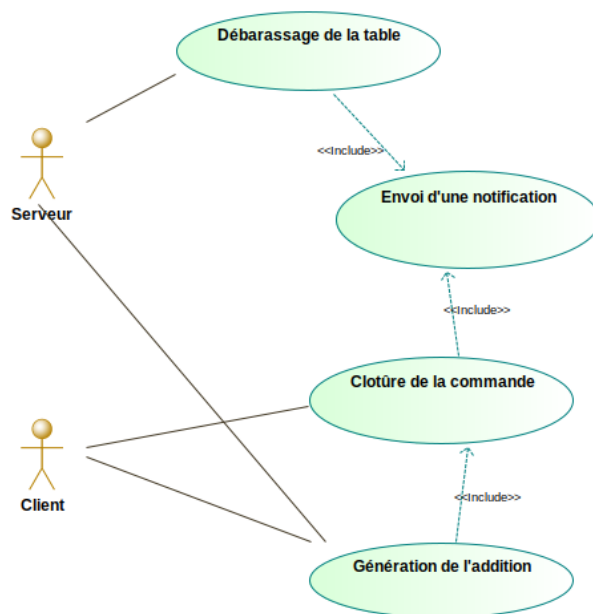 Débarassage de la table
<<Include>>
Serveur
Envoi d'une notification
<<Include>>
Clotûre de la commande
Client
<<Include>>
Génération de l'addition